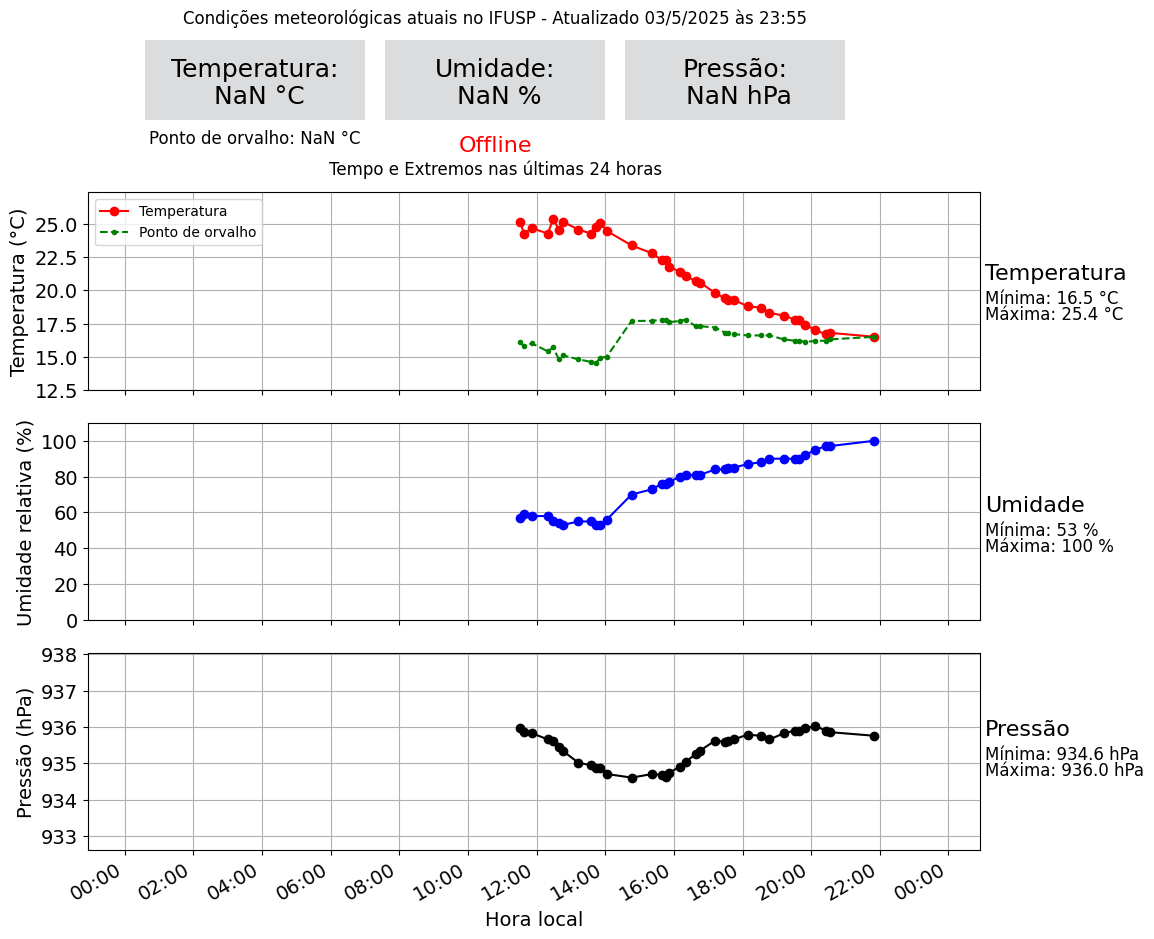 Condições meteorológicas atuais no IFUSP - Atualizado 03/5/2025 às 23:55
Temperatura:
NaN °C
Umidade:
NaN %
Pressão:
NaN hPa
Ponto de orvalho: NaN °C
Offline
Tempo e Extremos nas últimas 24 horas
Temperatura (°C)
25.0
22.5
20.0
17.5
15.0
12.5
Temperatura
Ponto de orvalho
Temperatura
Mínima: 16.5 °C
Máxima: 25.4 °C
Umidade relativa (%)
100
80
60
40
20
0
Umidade
Mínima: 53 %
Máxima: 100 %
Pressão (hPa)
938
937
936
935
934
933
Pressão
Mínima: 934.6 hPa
Máxima: 936.0 hPa
00:00
02:00
04:00
06:00
08:00
10:00
12:00
14:00
16:00
18:00
20:00
22:00
00:00
Hora local